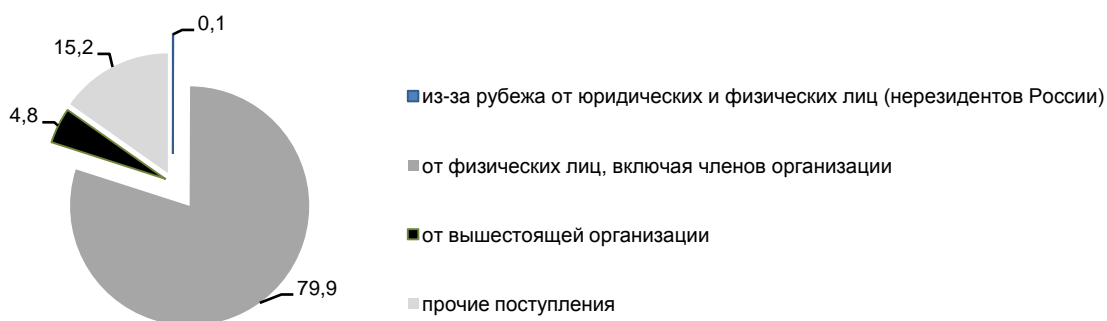 0,1
15,2
4,8
79,9
из-за рубежа от юридических и физических лиц (нерезидентов России)
от физических лиц, включая членов организации
от вышестоящей организации
прочие поступления